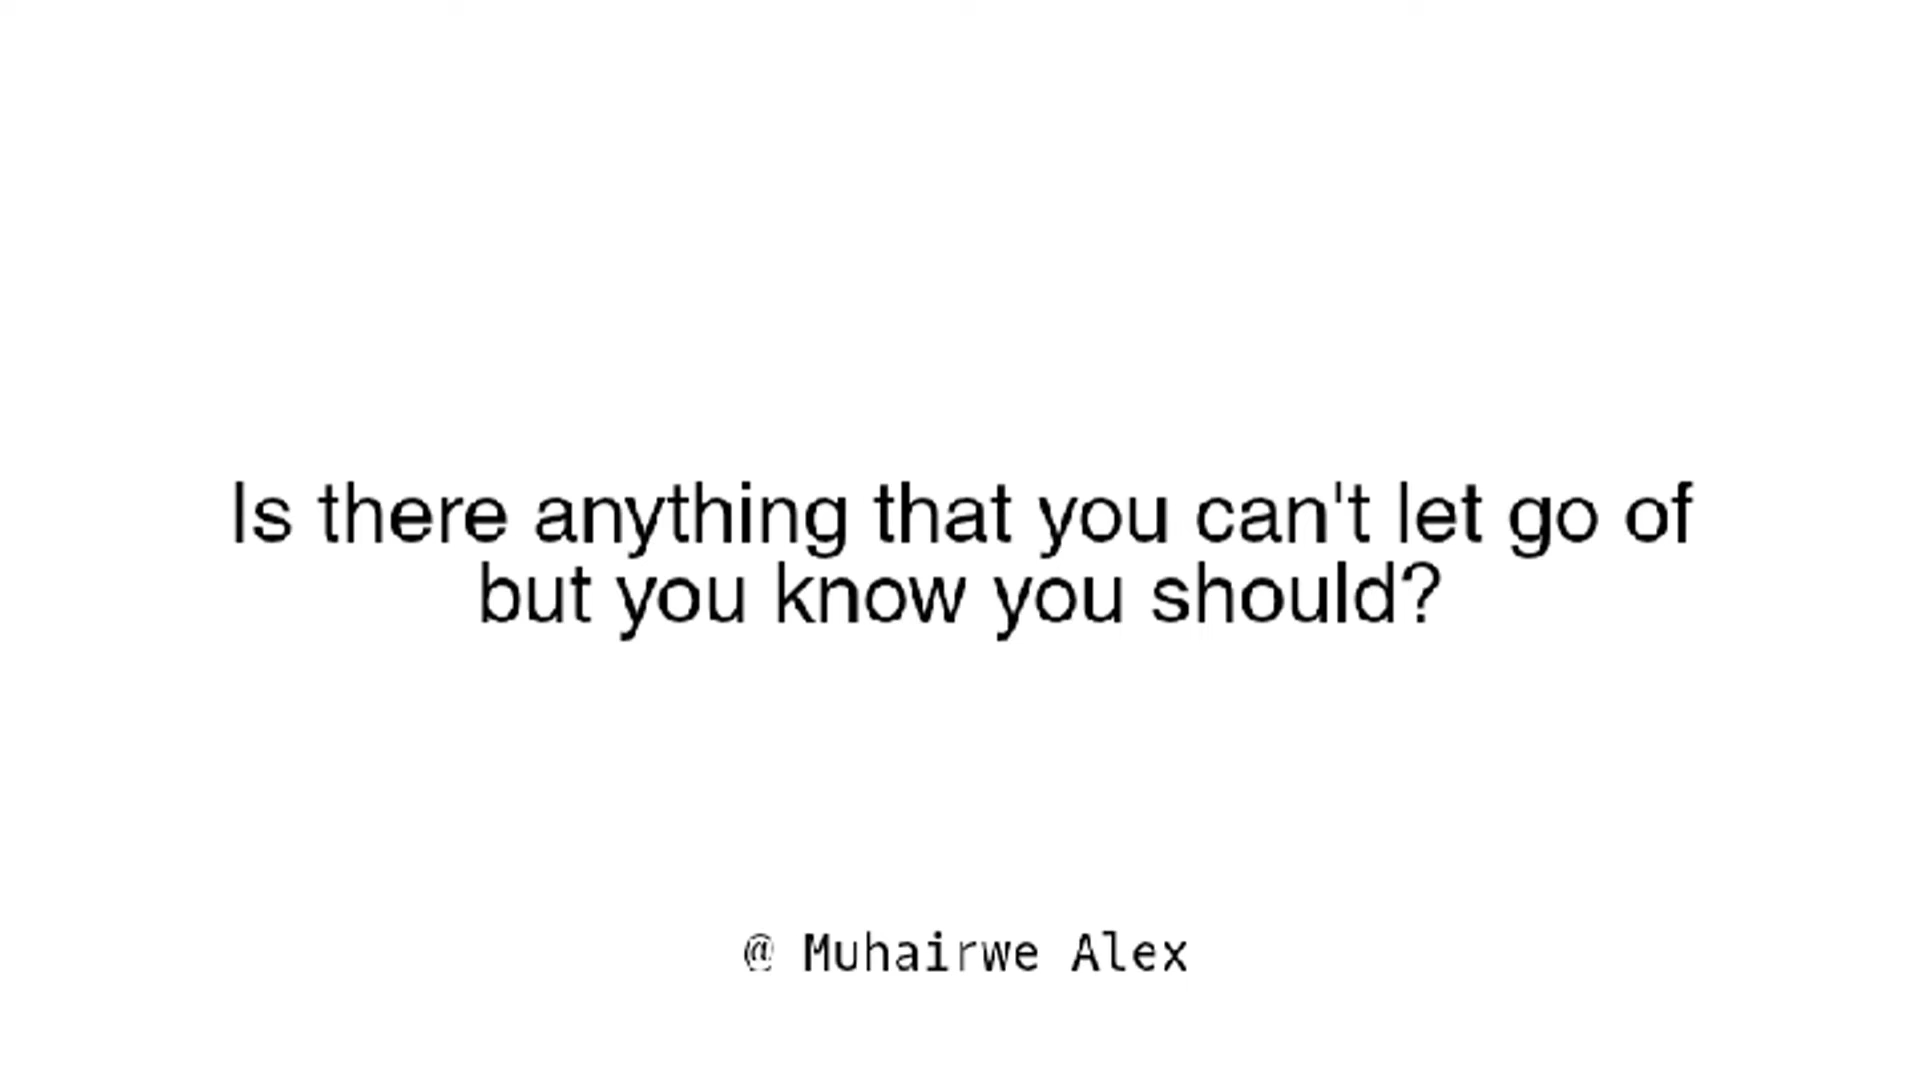 Is there anything that you can't let go of
but you know you should?
@ Muhairwe Alex